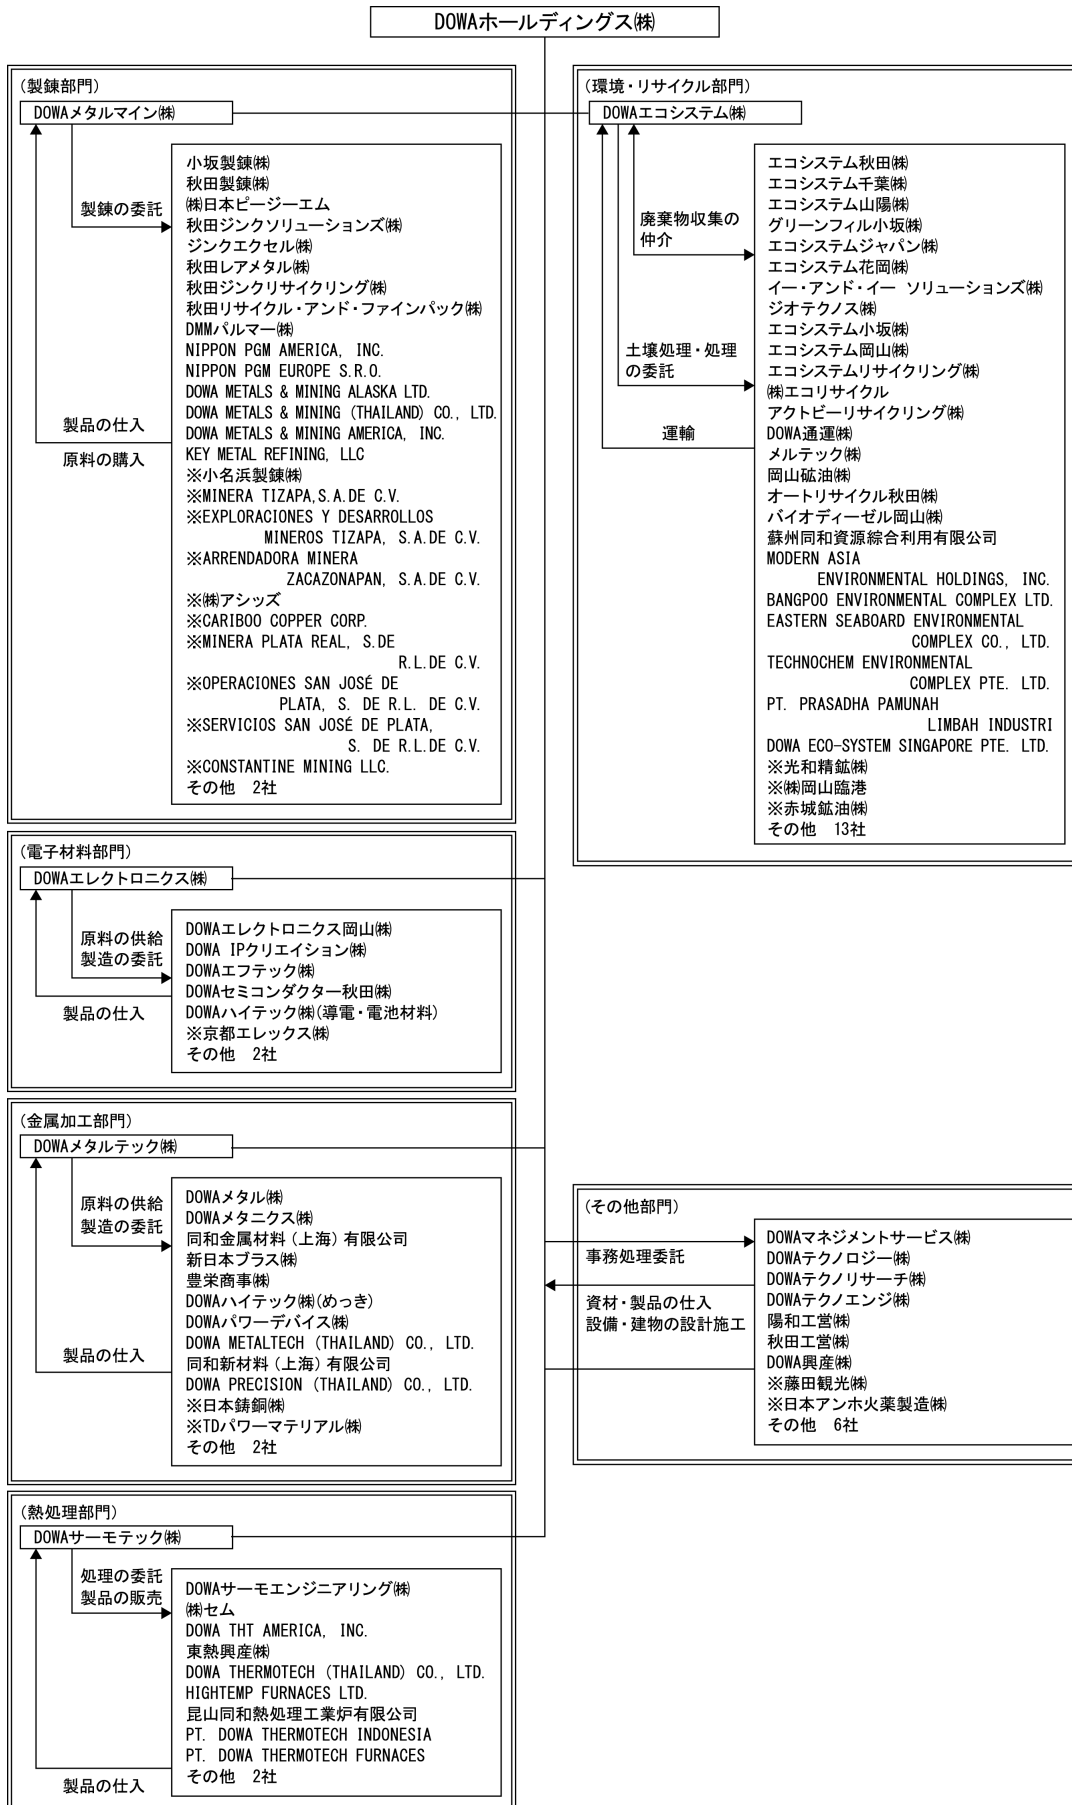 DOWAホールディングス㈱
(製錬部門)
DOWAメタルマイン㈱
製錬の委託
製品の仕入
原料の購入
小坂製錬㈱
秋田製錬㈱
㈱日本ピージーエム
秋田ジンクソリューションズ㈱
ジンクエクセル㈱
秋田レアメタル㈱
秋田ジンクリサイクリング㈱
秋田リサイクル・アンド・ファインパック㈱
DMMパルマー㈱
NIPPON PGM AMERICA, INC.
NIPPON PGM EUROPE S.R.O.
DOWA METALS & MINING ALASKA LTD.
DOWA METALS & MINING (THAILAND) CO., LTD.
DOWA METALS & MINING AMERICA, INC.
KEY METAL REFINING, LLC
※小名浜製錬㈱
※MINERA TIZAPA,S.A.DE C.V.
※EXPLORACIONES Y DESARROLLOS
MINEROS TIZAPA, S.A.DE C.V.
※ARRENDADORA MINERA
ZACAZONAPAN, S.A.DE C.V.
※㈱アシッズ
※CARIBOO COPPER CORP.
※MINERA PLATA REAL, S.DE
R.L.DE C.V.
※OPERACIONES SAN JOSÉ DE
PLATA, S. DE R.L. DE C.V.
※SERVICIOS SAN JOSÉ DE PLATA,
S. DE R.L.DE C.V.
※CONSTANTINE MINING LLC.
その他 2社
(環境・リサイクル部門)
DOWAエコシステム㈱
廃棄物収集の
仲介
土壌処理・処理
の委託
運輸
エコシステム秋田㈱
エコシステム千葉㈱
エコシステム山陽㈱
グリーンフィル小坂㈱
エコシステムジャパン㈱
エコシステム花岡㈱
イー・アンド・イー ソリューションズ㈱
ジオテクノス㈱
エコシステム小坂㈱
エコシステム岡山㈱
エコシステムリサイクリング㈱
㈱エコリサイクル
アクトビーリサイクリング㈱
DOWA通運㈱
メルテック㈱
岡山砿油㈱
オートリサイクル秋田㈱
バイオディーゼル岡山㈱
蘇州同和資源綜合利用有限公司
MODERN ASIA
ENVIRONMENTAL HOLDINGS, INC.
BANGPOO ENVIRONMENTAL COMPLEX LTD.
EASTERN SEABOARD ENVIRONMENTAL
COMPLEX CO., LTD.
TECHNOCHEM ENVIRONMENTAL
COMPLEX PTE. LTD.
PT. PRASADHA PAMUNAH
LIMBAH INDUSTRI
DOWA ECO-SYSTEM SINGAPORE PTE. LTD.
※光和精鉱㈱
※㈱岡山臨港
※赤城鉱油㈱
その他 13社
(電子材料部門)
DOWAエレクトロニクス㈱
原料の供給
製造の委託
製品の仕入
DOWAエレクトロニクス岡山㈱
DOWA IPクリエイション㈱
DOWAエフテック㈱
DOWAセミコンダクター秋田㈱
DOWAハイテック㈱(導電・電池材料)
※京都エレックス㈱
その他 2社
(金属加工部門)
DOWAメタルテック㈱
原料の供給
製造の委託
製品の仕入
DOWAメタル㈱
DOWAメタニクス㈱
同和金属材料(上海)有限公司
新日本ブラス㈱
豊栄商事㈱
DOWAハイテック㈱(めっき)
DOWAパワーデバイス㈱
DOWA METALTECH (THAILAND) CO., LTD.
同和新材料(上海)有限公司
DOWA PRECISION (THAILAND) CO., LTD.
※日本鋳銅㈱
※TDパワーマテリアル㈱
その他 2社
(その他部門)
事務処理委託
資材・製品の仕入
設備・建物の設計施工
DOWAマネジメントサービス㈱
DOWAテクノロジー㈱
DOWAテクノリサーチ㈱
DOWAテクノエンジ㈱
陽和工営㈱
秋田工営㈱
DOWA興産㈱
※藤田観光㈱
※日本アンホ火薬製造㈱
その他 6社
(熱処理部門)
DOWAサーモテック㈱
処理の委託
製品の販売
製品の仕入
DOWAサーモエンジニアリング㈱
㈱セム
DOWA THT AMERICA, INC.
東熱興産㈱
DOWA THERMOTECH (THAILAND) CO., LTD.
HIGHTEMP FURNACES LTD.
昆山同和熱処理工業炉有限公司
PT. DOWA THERMOTECH INDONESIA
PT. DOWA THERMOTECH FURNACES
その他 2社